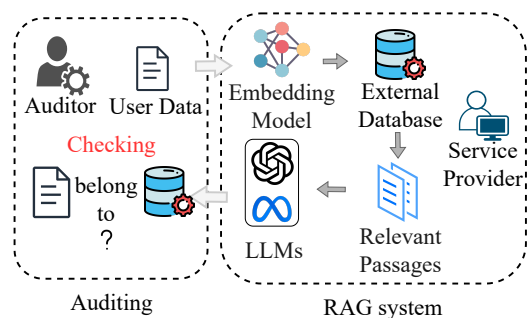 Auditor
User Data
Checking
belong
to
?
Auditing
Embedding
Model
External
Database
Service
Provider
Relevant
Passages
LLMs
RAG system